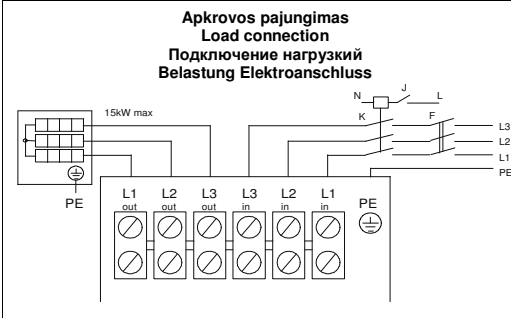 Apkrovos pajungimas
Load connection
Подключение нагрузкий
Belastung Elektroanschluss
N J L
15kW max
K F
L3
L2
L1
PE
PE
L1 L2 L3 L3 L2 L1 PE
out out out in in in